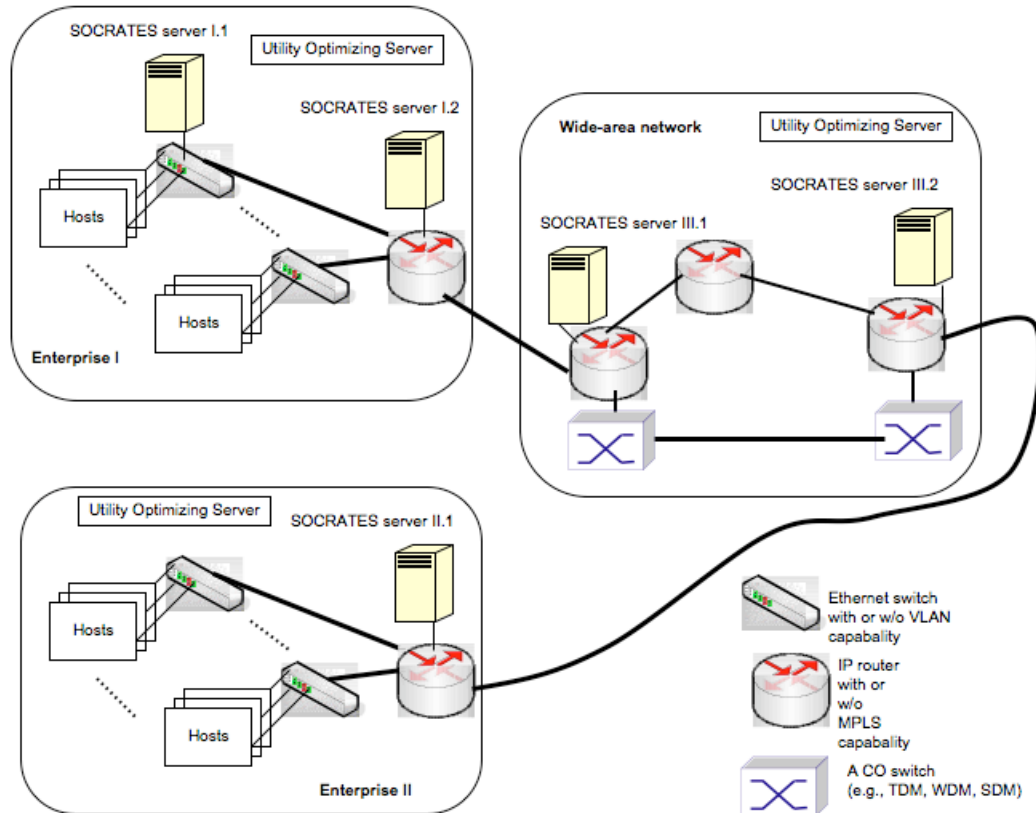 SOCRATES server I.1
Utility Optimizing Server
SOCRATES server I.2
Hosts
Hosts
Enterprise I
Wide-area network
Utility Optimizing Server
SOCRATES server III.2
SOCRATES server III.1
Utility Optimizing Server
SOCRATES server II.1
Hosts
Hosts
Enterprise II
Ethernet switch
with or w/o VLAN
capabality
IP router
with or
w/o
MPLS
capabality
A CO switch
(e.g., TDM, WDM, SDM)